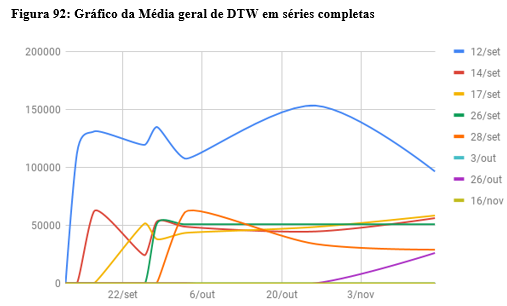 Figura 92: Gráfico da Média geral de DTW em séries completas
200000
150000
100000
50000
0
22/set
6/out
20/out
3/nov
12/set
14/set
17/set
26/set
28/set
3/out
26/out
16/nov